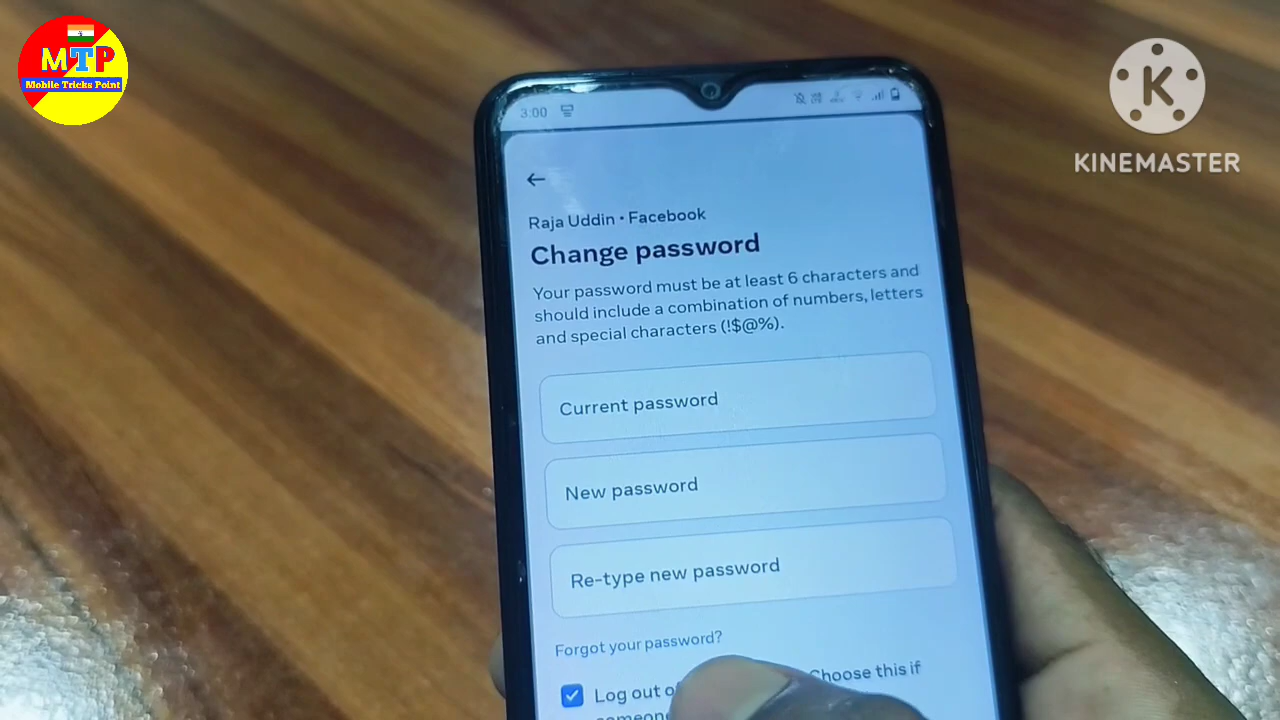 MTP
Mobile Tricks Point
K
KINEMASTER
3:00
Raja Uddin • Facebook
Change password
Your password must be at least 6 characters and
should include a combination of numbers, letters
and special characters (!$@%).
Current password
New password
Re-type new password
Forgot your password?
Log out Choose this if